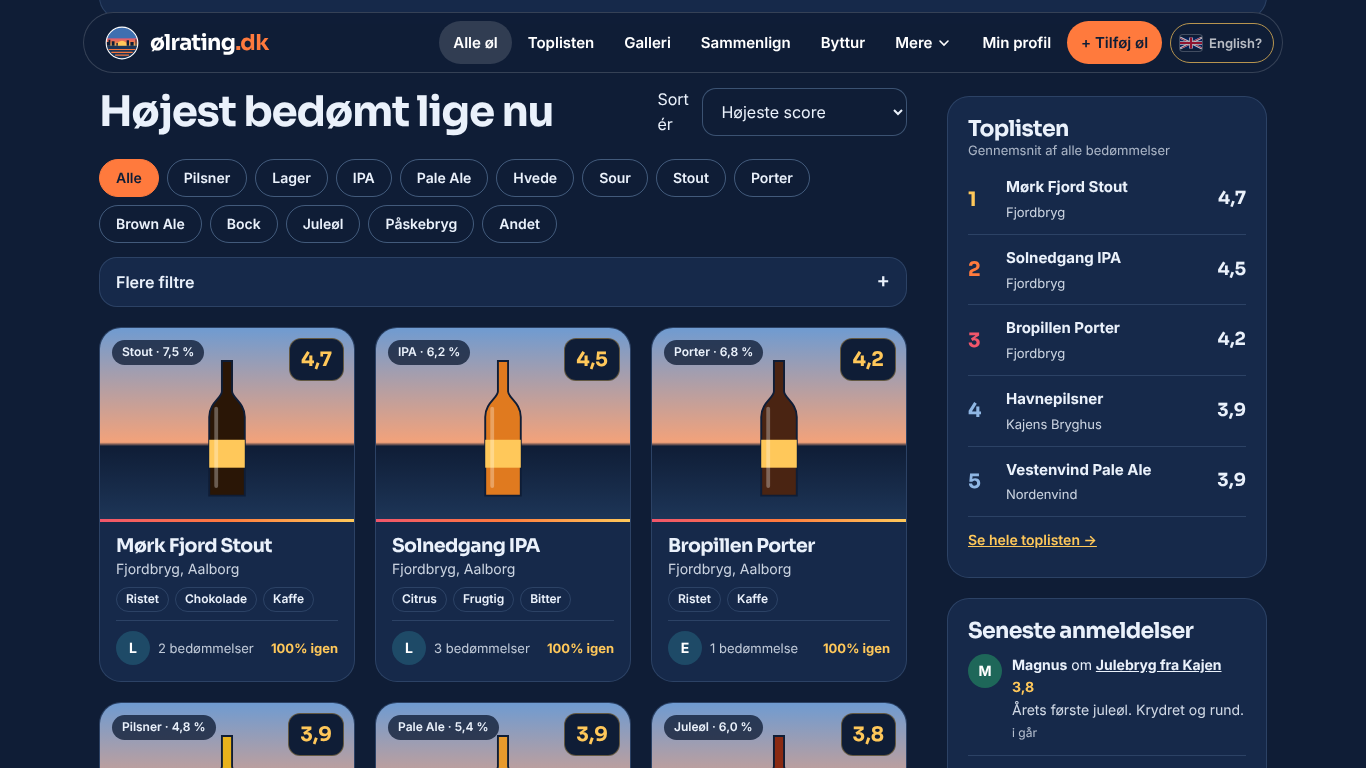 ølrating.dk
Alle øl
Toplisten
Galleri
Sammenlign
Byttur
Mere
Min profil
+ Tilføj øl
English?
Højest bedømt lige nu
Sort
ér
Højeste score
Alle
Pilsner
Lager
IPA
Pale Ale
Hvede
Sour
Stout
Porter
Brown Ale
Bock
Juleøl
Påskebryg
Andet
Flere filtre
+
Stout · 7,5 %
4,7
Mørk Fjord Stout
Fjordbryg, Aalborg
Ristet
Chokolade
Kaffe
L
2 bedømmelser
100% igen
IPA · 6,2 %
4,5
Solnedgang IPA
Fjordbryg, Aalborg
Citrus
Frugtig
Bitter
L
3 bedømmelser
100% igen
Porter · 6,8 %
4,2
Bropillen Porter
Fjordbryg, Aalborg
Ristet
Kaffe
E
1 bedømmelse
100% igen
Pilsner · 4,8 %
3,9
Pale Ale · 5,4 %
3,9
Juleøl · 6,0 %
3,8
Toplisten
Gennemsnit af alle bedømmelser
1
Mørk Fjord Stout
Fjordbryg
4,7
2
Solnedgang IPA
Fjordbryg
4,5
3
Bropillen Porter
Fjordbryg
4,2
4
Havnepilsner
Kajens Bryghus
3,9
5
Vestenvind Pale Ale
Nordenvind
3,9
Se hele toplisten →
Seneste anmeldelser
M
Magnus om Julebryg fra Kajen
3,8
Årets første juleøl. Krydret og rund.
i går